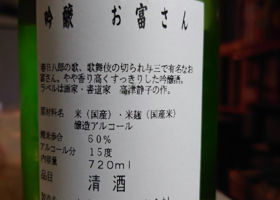 吟醸 お富さん
春日八郎の歌、歌舞伎の切られ与三で有名なお
富さん。やや香り高くすっきりした吟醸酒。
ラベルは画家・書道家 高津静子の作。
原材料名 米(国産)・米麹(国産米)
醸造アルコール
精米歩合 60%
アルコール分 15度
内容量 720ml
品目 清酒